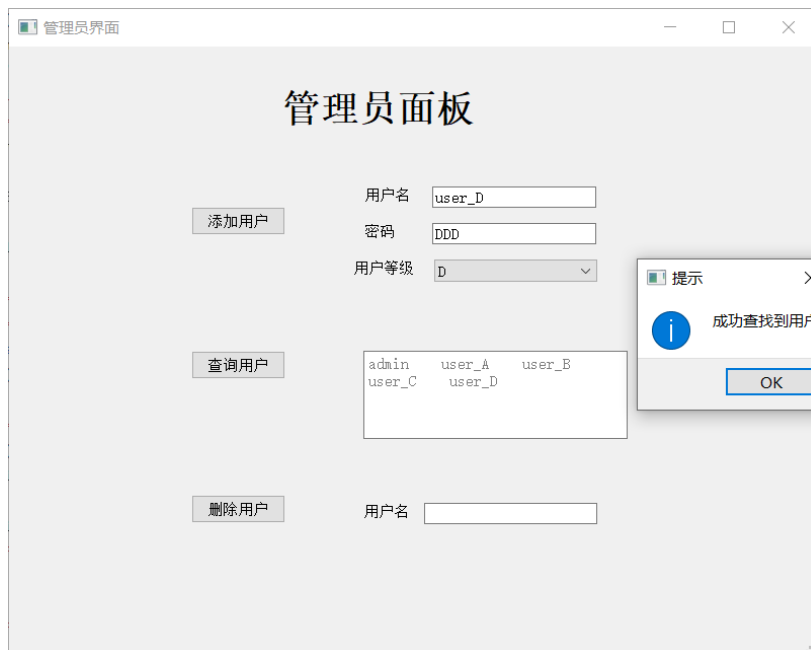 管理员界面
管理员面板
用户名 user_D
添加用户
密码 DDD
用户等级 D
提示
成功查找到用户
查询用户
admin user_A user_B
user_C user_D
OK
删除用户 用户名